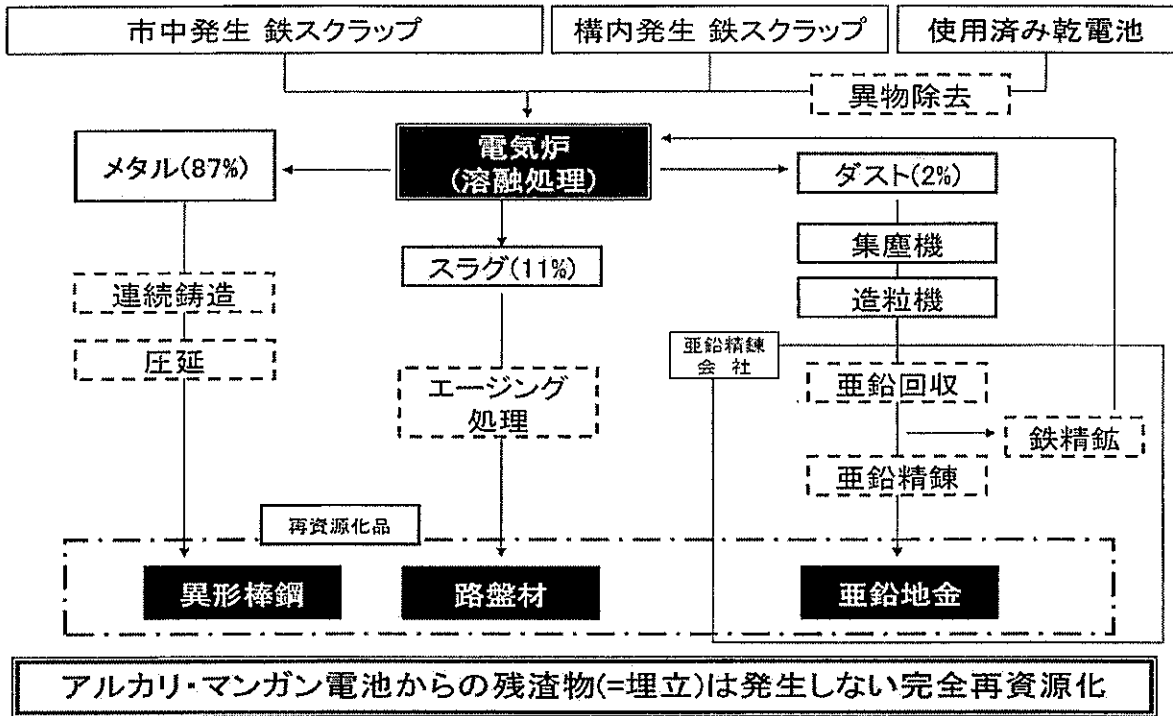 市中発生 鉄スクラップ
構内発生 鉄スクラップ
使用済み乾電池
異物除去
メタル(87%)
電気炉
(溶融処理)
ダスト(2%)
集塵機
スラグ(11%)
連続鋳造
造粒機
圧延
亜鉛精錬
会 社
エージング
処理
亜鉛回収
鉄精鉱
亜鉛精錬
再資源化品
異形棒鋼
路盤材
亜鉛地金
アルカリ・マンガン電池からの残渣物(=埋立)は発生しない完全再資源化